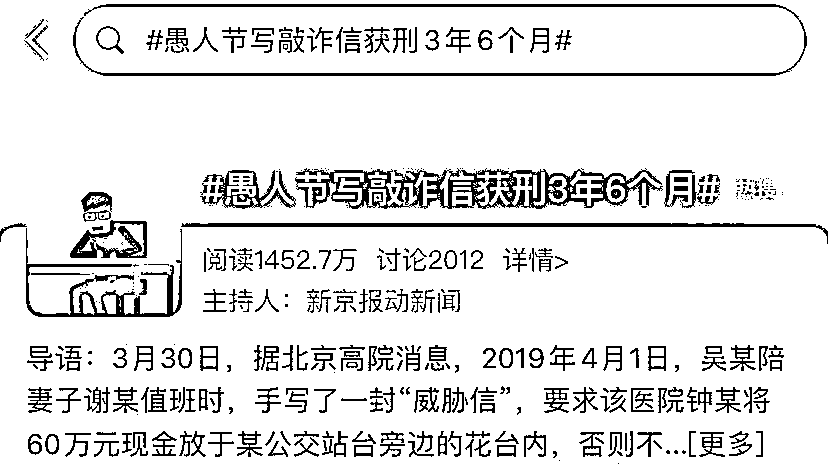 #愚人节写敲诈信获刑3年6个月#
#愚人节写敲诈信获刑3年6个月# 热搜
阅读1452.7万 讨论2012 详情>
主持人：新京报动新闻
导语：3月30日，据北京高院消息，2019年4月1日，吴某陪
妻子谢某值班时，手写了一封“威胁信”，要求该医院钟某将
60万元现金放于某公交站台旁边的花台内，否则不...[更多]